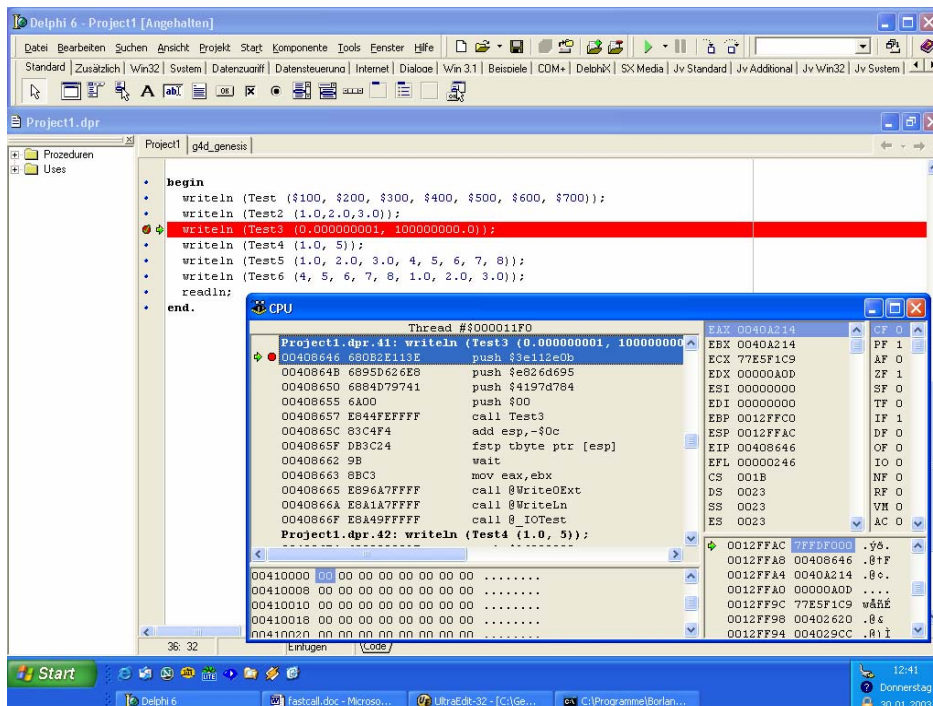 Delphi 6 - Project1 [Angehalten]
Datei Bearbeiten Suchen Ansicht Projekt Start Komponente Tools Fenster Hilfe
Standard Zusätzlich Win32 System Datenzugriff Datensteuerung Internet Dialoge Win 3.1 Beispiele COM+ DelphiX SX Media Jv Standard Jv Additional Jv Win32 Jv System
Project1.dpr
Prozeduren
Uses
Project1 g4d_genesis
begin
writeln (Test ($100, $200, $300, $400, $500, $600, $700));
writeln (Test2 (1.0,2.0,3.0));
writeln (Test3 (0.000000001, 100000000.0));
writeln (Test4 (1.0, 5));
writeln (Test5 (1.0, 2.0, 3.0, 4, 5, 6, 7, 8));
writeln (Test6 (4, 5, 6, 7, 8, 1.0, 2.0, 3.0));
readln;
end.
CPU
Thread #$000011F0
Project1.dpr.41: writeln (Test3 (0.000000001, 100000000
00408646 680B2E113E push $3e112e0b
0040864B 6895D626E8 push $e826d695
00408650 6884D79741 push $4197d784
00408655 6A00 push $00
00408657 E844FEFFFF call Test3
0040865C 83C4F4 add esp,-$0c
0040865F DB3C24 fstp tbyte ptr [esp]
00408662 9B wait
00408663 8BC3 mov eax,ebx
00408665 E896A7FFFF call @Write0Ext
0040866A E8A1A7FFFF call @WriteLn
0040866F E8A49FFFFF call @_IOTest
Project1.dpr.42: writeln (Test4 (1.0, 5));
EAX 0040A214
EBX 0040A214
ECX 77E5F1C9
EDX 00000A0D
ESI 00000000
EDI 00000000
EBP 0012FFC0
ESP 0012FFAC
EIP 00408646
EFL 00000246
CS 001B
DS 0023
SS 0023
ES 0023
CF 0
PF 1
AF 0
ZF 1
SF 0
TF 0
IF 1
DF 0
OF 0
IO 0
NF 0
RF 0
VM 0
AC 0
00410000 00 00 00 00 00 00 00 00 ........
00410008 00 00 00 00 00 00 00 00 ........
00410010 00 00 00 00 00 00 00 00 ........
00410018 00 00 00 00 00 00 00 00 ........
00410020 00 00 00 00 00 00 00 00 ........
0012FFAC 7FFDF000 .ýð.
0012FFA8 00408646 .@†F
0012FFA4 0040A214 .@¢.
0012FFA0 00000A0D ....
0012FF9C 77E5F1C9 wåñÉ
0012FF98 00402620 .@&
0012FF94 004029CC .@)Ì
36: 32 Einfügen Code
Start
Delphi 6 fastcall.doc - Microso... UltraEdit-32 - [C:\Ge... C:\Programme\Borlan...
12:41
Donnerstag
30.01.2003